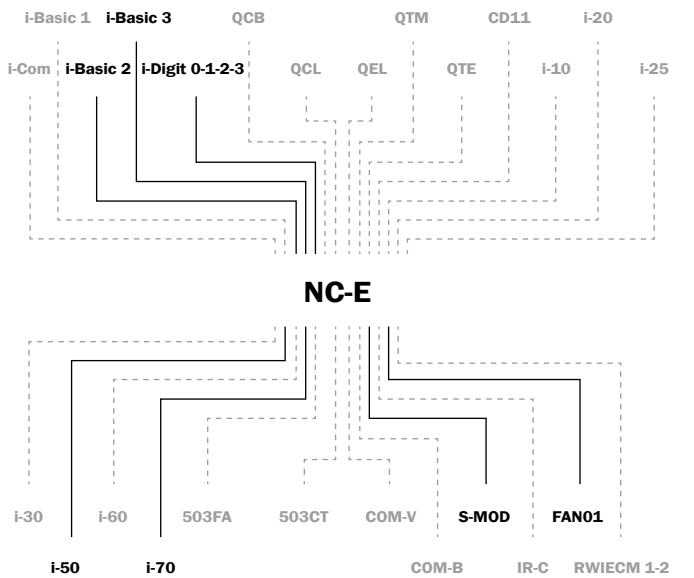 i-Basic 1 i-Basic 3 QCB QTM CD11 i-20
i-Com i-Basic 2 i-Digit 0-1-2-3 QCL QEL QTE i-10 i-25
NC-E
i-30 i-60 503FA 503CT COM-V S-MOD FAN01
i-50 i-70 COM-B IR-C RWIECM 1-2